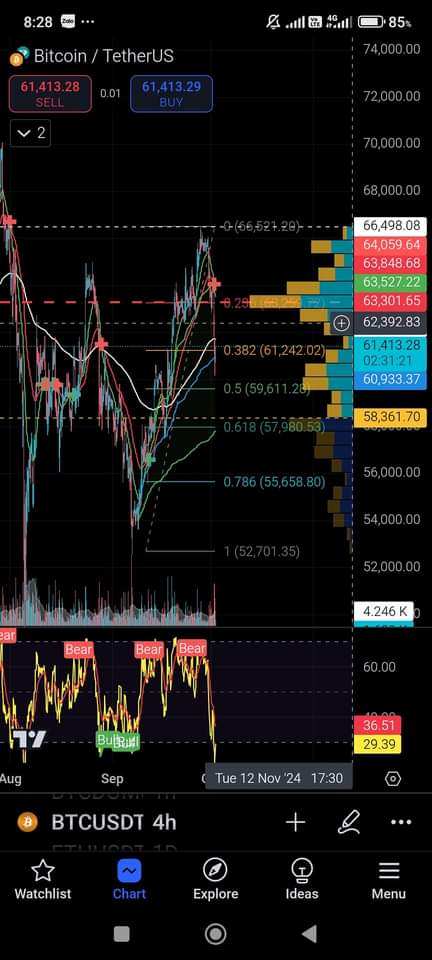 8:28 Zalo ··· 4G 85%
Bitcoin / TetherUS
61,413.28 SELL
0.01
61,413.29 BUY
2
74,000.00
72,000.00
70,000.00
68,000.00
0 (66,521.20)
66,498.08
64,059.64
63,848.68
63,527.22
63,301.65
62,392.83
61,413.28
02:31:21
0.382 (61,242.02)
60,933.37
0.5 (59,611.28)
58,361.70
0.618 (57,980.53)
56,000.00
0.786 (55,658.80)
54,000.00
1 (52,701.35)
52,000.00
4.246 K
Bear
Bear
Bear
60.00
36.51
29.39
Aug
Sep
Tue 12 Nov '24 17:30
BTCUSDT 4h
Watchlist
Chart
Explore
Ideas
Menu